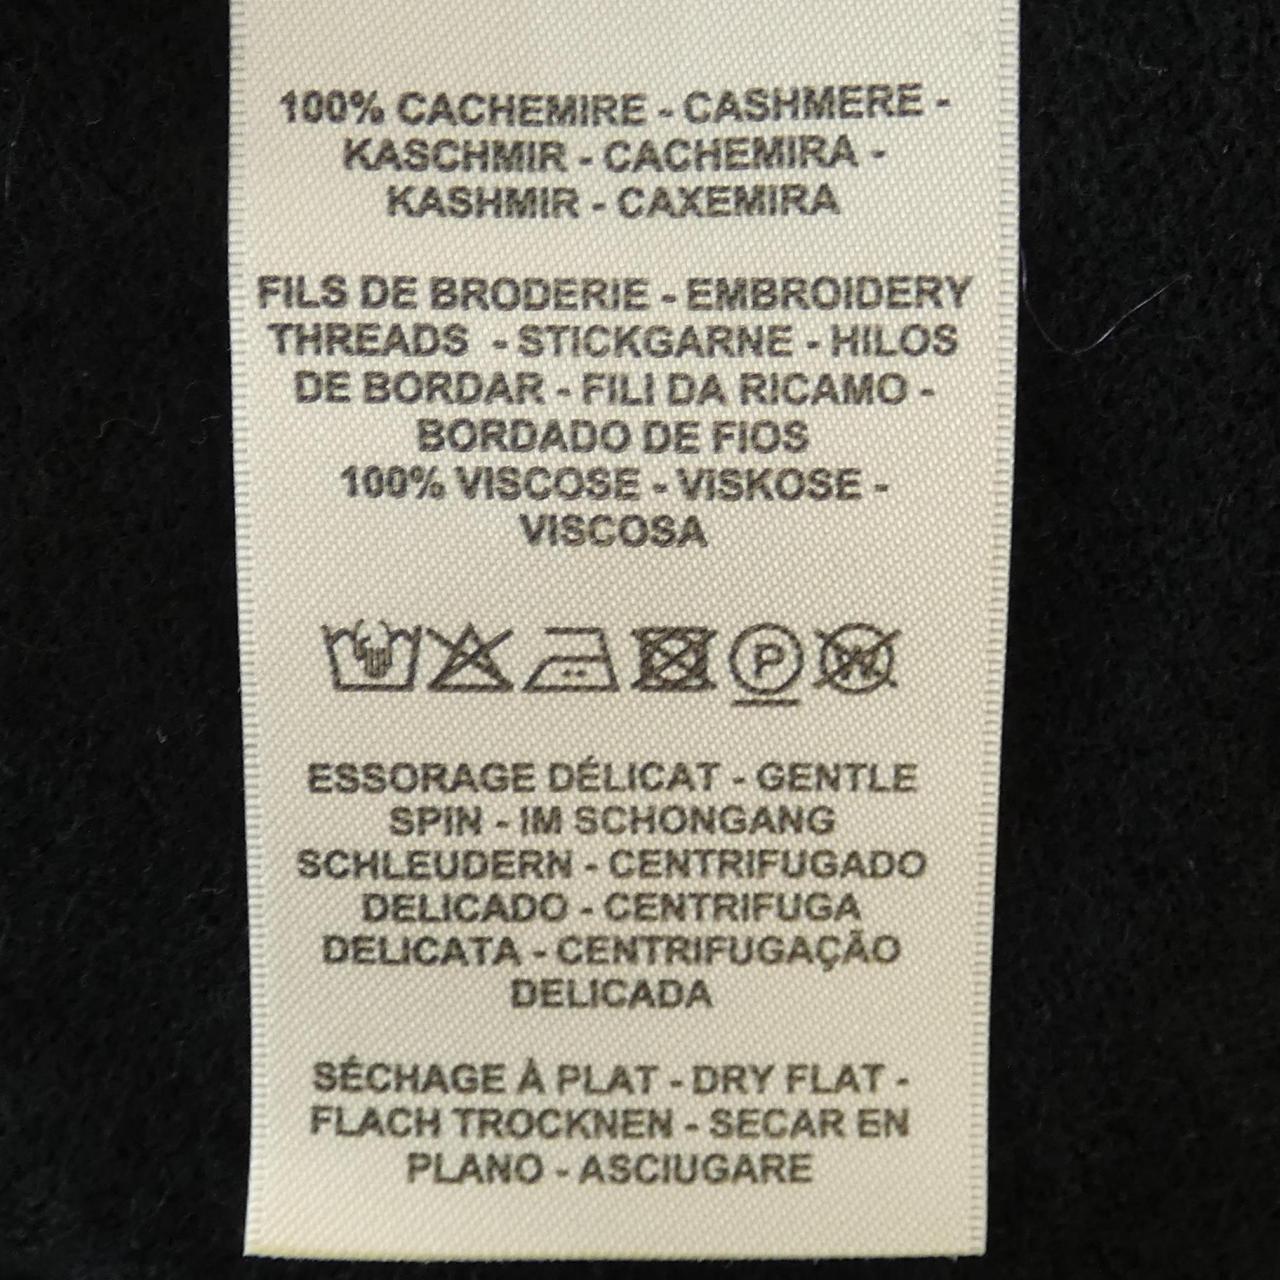 100% CACHEMIRE - CASHMERE -
KASCHMIR - CACHEMIRA -
KASHMIR - CAXEMIRA
FILS DE BRODERIE - EMBROIDERY
THREADS - STICKGARNE - HILOS
DE BORDAR - FILI DA RICAMO -
BORDADO DE FIOS
100% VISCOSE - VISKOSE -
VISCOSA
P W
ESSORAGE DÉLICAT - GENTLE
SPIN - IM SCHONGANG
SCHLEUDERN - CENTRIFUGADO
DELICADO - CENTRIFUGA
DELICATA - CENTRIFUGAÇÃO
DELICADA
SÉCHAGE À PLAT - DRY FLAT -
FLACH TROCKNEN - SECAR EN
PLANO - ASCIUGARE